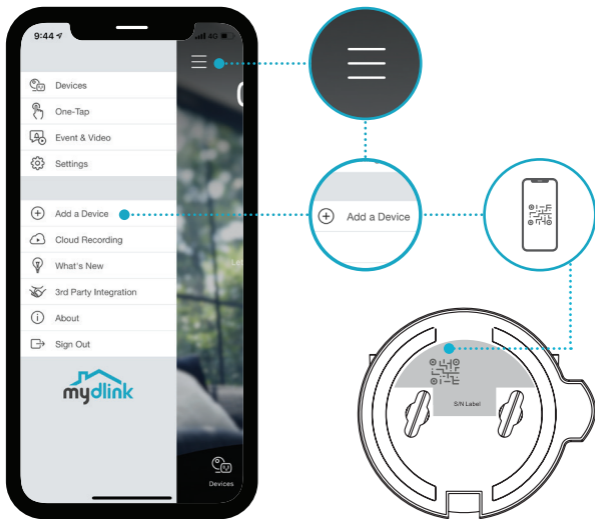 9:44
4G
Devices
One-Tap
Event & Video
Settings
Add a Device
Cloud Recording
What's New
3rd Party Integration
About
Sign Out
mydlink
Devices
Add a Device
S/N Label